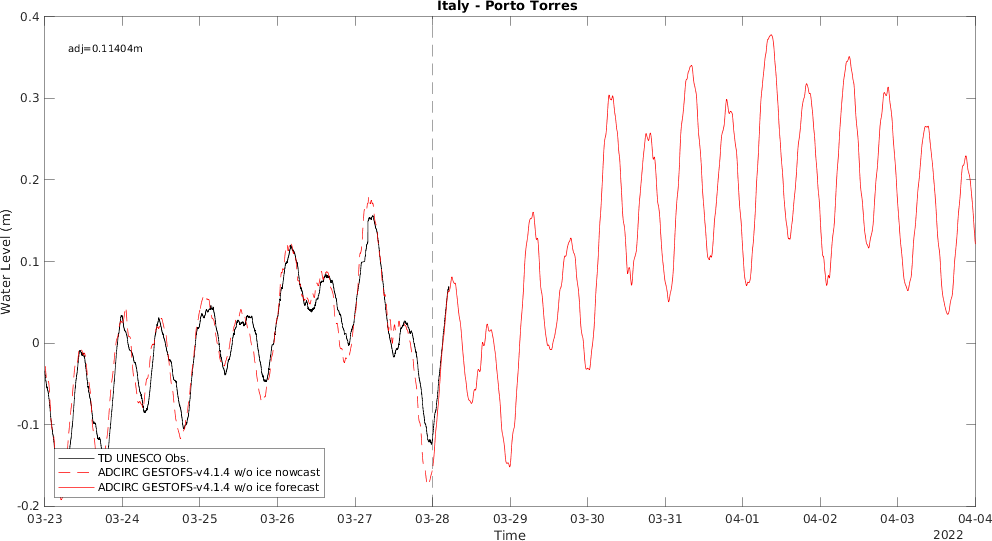 Italy - Porto Torres
adj=0.11404m
0.4
0.3
0.2
0.1
0
-0.1
-0.2
Water Level (m)
TD UNESCO Obs.
ADCIRC GESTOFS-v4.1.4 w/o ice nowcast
ADCIRC GESTOFS-v4.1.4 w/o ice forecast
03-23 03-24 03-25 03-26 03-27 03-28 03-29 03-30 03-31 04-01 04-02 04-03 04-04
Time
2022